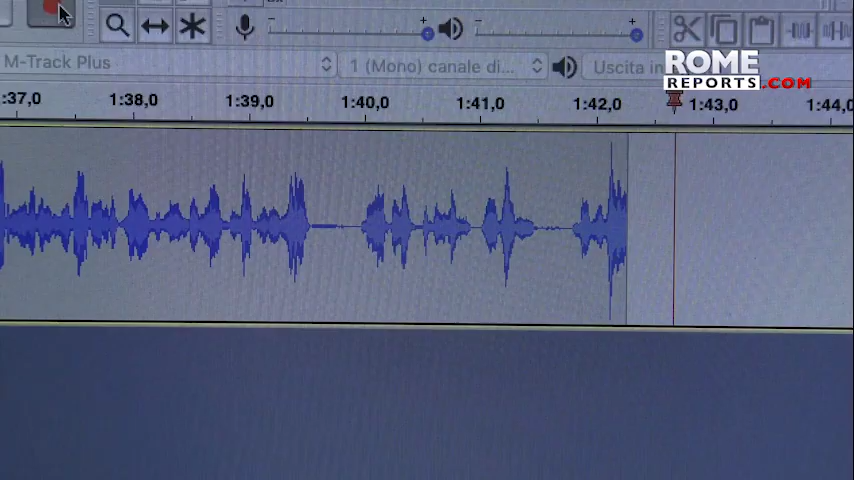 ROME
REPORTS.COM
M-Track Plus
1 (Mono) canale di...
Uscita in
:37,0 1:38,0 1:39,0 1:40,0 1:41,0 1:42,0 1:43,0 1:44,0